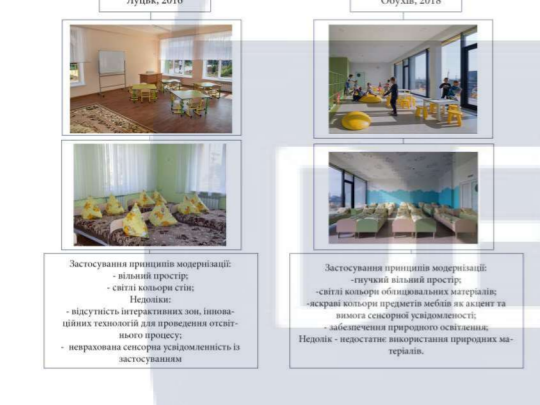 Луцьк, 2016
Обухів, 2018
Застосування принципів модернізації:
- вільний простір;
- світлі кольори стін;
Недоліки:
- відсутність інтерактивних зон, іннова-
ційних технологій для проведення отсвіт-
нього процесу;
- неврахована сенсорна усвідомленність із
застосуванням
Застосування принципів модернізації:
-гнучкий вільний простір;
-світлі кольори облицювальних матеріалів;
-яскраві кольори предметів меблів як акцент та
вимога сенсорної усвідомленості;
- забезпечення природного освітлення;
Недолік - недостатнє використання природних ма-
теріалів.